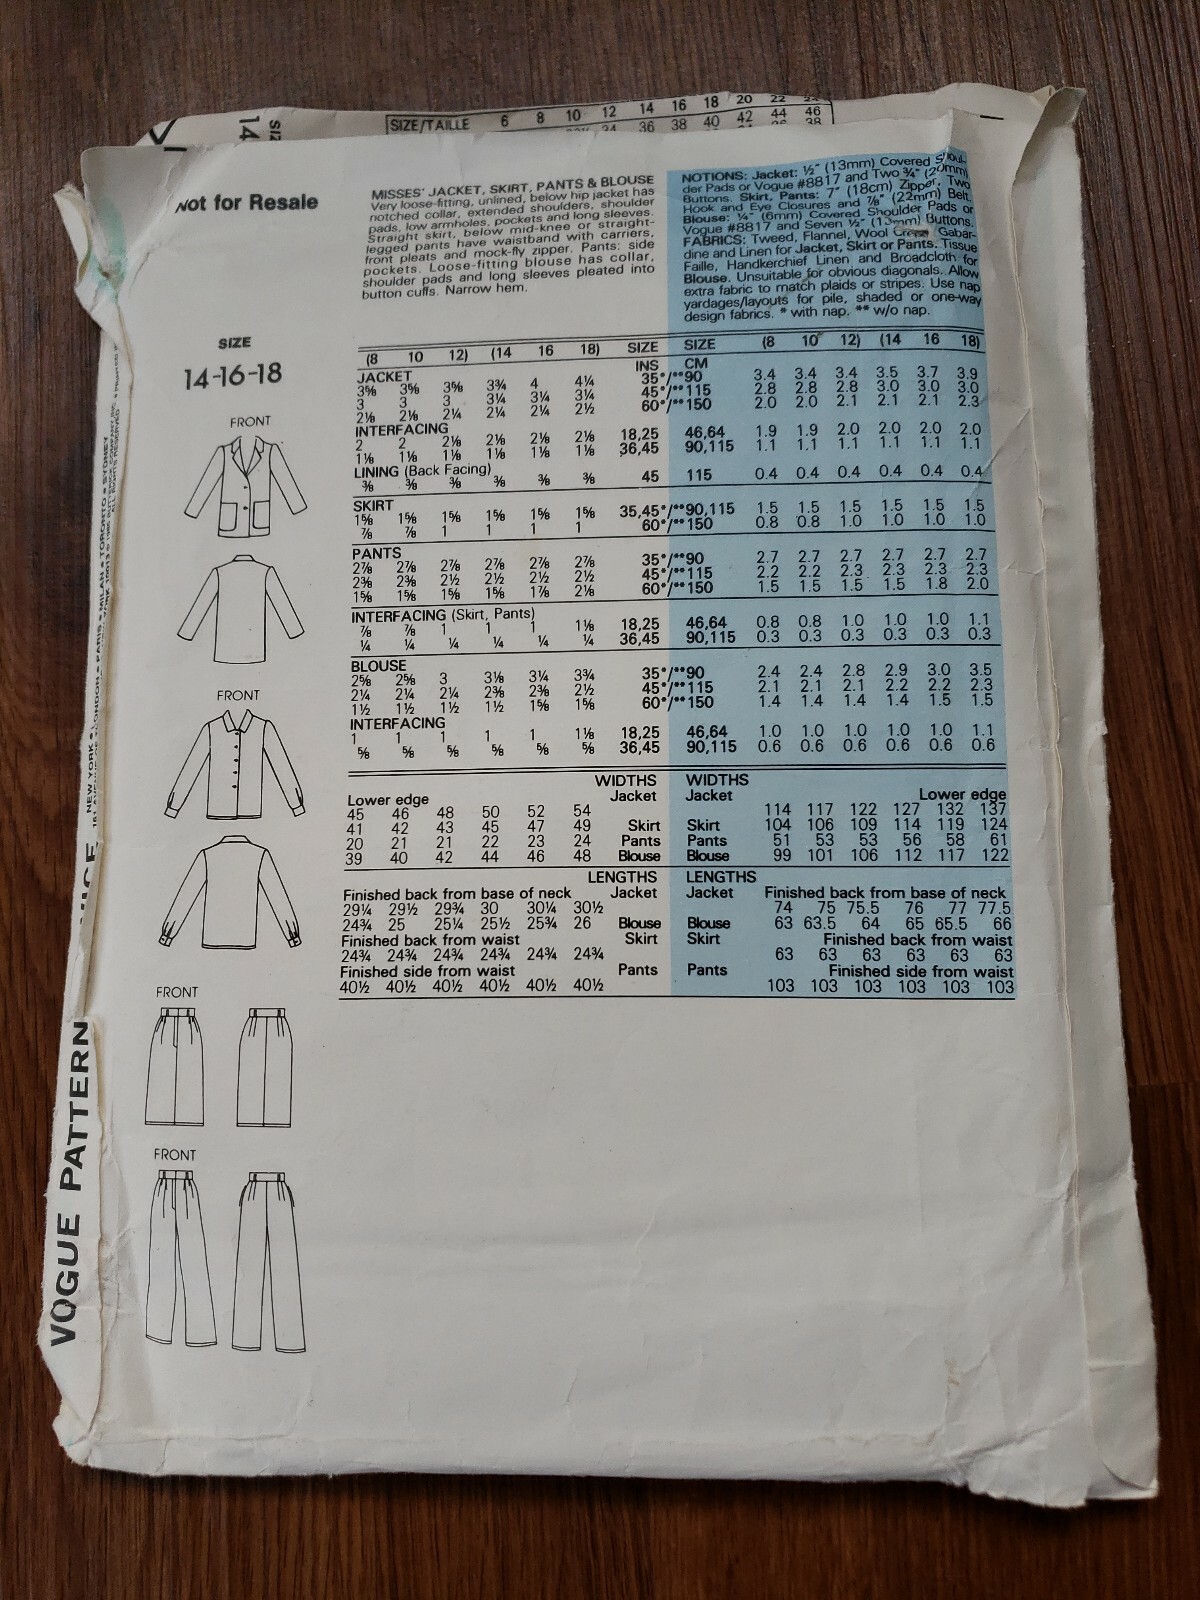 SIZE/TAILLE 6 8 10 12 14 16 18 20 22 24
34 36 38 40 42 44 46
14
SIZ
Not for Resale
SIZE
14-16-18
FRONT
FRONT
FRONT
FRONT
VOGUE PATTERN
NEW YORK • LONDON • PARIS • MILAN • TORONTO • SYDNEY
ALL RIGHTS RESERVED
MISSES' JACKET, SKIRT, PANTS & BLOUSE
Very loose-fitting, unlined, below hip jacket has
notched collar, extended shoulders, shoulder
pads, low armholes, pockets and long sleeves.
Straight skirt, below mid-knee or straight-
legged pants have waistband with carriers,
front pleats and mock-fly zipper. Pants: side
pockets. Loose-fitting blouse has collar,
shoulder pads and long sleeves pleated into
button cuffs. Narrow hem.
NOTIONS: Jacket: ½" (13mm) Covered Shoul-
der Pads or Vogue #8817 and Two ¾" (20mm)
Buttons. Skirt, Pants: 7" (18cm) Zipper, Two
Hook and Eye Closures and ⅞" (22mm) Belt.
Blouse: ¼" (6mm) Covered Shoulder Pads or
Vogue #8817 and Seven ½" (13mm) Buttons.
FABRICS: Tweed, Flannel, Wool Crepe, Gabar-
dine and Linen for Jacket, Skirt or Pants. Tissue
Faille, Handkerchief Linen and Broadcloth for
Blouse. Unsuitable for obvious diagonals. Allow
extra fabric to match plaids or stripes. Use nap
yardages/layouts for pile, shaded or one-way
design fabrics. * with nap. ** w/o nap.
(8 10 12) (14 16 18) SIZE SIZE (8 10 12) (14 16 18)
JACKET INS CM
3⅝ 3⅝ 3⅝ 3¾ 4 4¼ 35*/**90 3.4 3.4 3.4 3.5 3.7 3.9
3 3 3 3¼ 3¼ 3¼ 45*/**115 2.8 2.8 2.8 3.0 3.0 3.0
2⅛ 2⅛ 2¼ 2¼ 2¼ 2½ 60*/**150 2.0 2.0 2.1 2.1 2.1 2.3
INTERFACING
2 2 2⅛ 2⅛ 2⅛ 2⅛ 18,25 46,64 1.9 1.9 2.0 2.0 2.0 2.0
1⅛ 1⅛ 1⅛ 1⅛ 1⅛ 1⅛ 36,45 90,115 1.1 1.1 1.1 1.1 1.1 1.1
LINING (Back Facing)
⅜ ⅜ ⅜ ⅜ ⅜ ⅜ 45 115 0.4 0.4 0.4 0.4 0.4 0.4
SKIRT
1⅝ 1⅝ 1⅝ 1⅝ 1⅝ 1⅝ 35,45*/**90,115 1.5 1.5 1.5 1.5 1.5 1.5
⅞ ⅞ 1 1 1 1 60*/**150 0.8 0.8 1.0 1.0 1.0 1.0
PANTS
2⅞ 2⅞ 2⅞ 2⅞ 2⅞ 2⅞ 35*/**90 2.7 2.7 2.7 2.7 2.7 2.7
2⅜ 2⅜ 2½ 2½ 2½ 2½ 45*/**115 2.2 2.2 2.3 2.3 2.3 2.3
1⅝ 1⅝ 1⅝ 1⅝ 1⅞ 2⅛ 60*/**150 1.5 1.5 1.5 1.5 1.8 2.0
INTERFACING (Skirt, Pants)
⅞ ⅞ 1 1 1 1⅛ 18,25 46,64 0.8 0.8 1.0 1.0 1.0 1.1
¼ ¼ ¼ ¼ ¼ ¼ 36,45 90,115 0.3 0.3 0.3 0.3 0.3 0.3
BLOUSE
2⅝ 2⅝ 3 3⅛ 3¼ 3¾ 35*/**90 2.4 2.4 2.8 2.9 3.0 3.5
2¼ 2¼ 2¼ 2⅜ 2⅜ 2½ 45*/**115 2.1 2.1 2.1 2.2 2.2 2.3
1½ 1½ 1½ 1½ 1⅝ 1⅝ 60*/**150 1.4 1.4 1.4 1.4 1.5 1.5
INTERFACING
1 1 1 1 1 1⅛ 18,25 46,64 1.0 1.0 1.0 1.0 1.0 1.1
⅝ ⅝ ⅝ ⅝ ⅝ ⅝ 36,45 90,115 0.6 0.6 0.6 0.6 0.6 0.6
WIDTHS WIDTHS
Lower edge Jacket Jacket Lower edge
45 46 48 50 52 54 114 117 122 127 132 137
41 42 43 45 47 49 Skirt Skirt 104 106 109 114 119 124
20 21 21 22 23 24 Pants Pants 51 53 53 56 58 61
39 40 42 44 46 48 Blouse Blouse 99 101 106 112 117 122
LENGTHS LENGTHS
Finished back from base of neck Jacket Jacket Finished back from base of neck
29¼ 29½ 29¾ 30 30¼ 30½ 74 75 75.5 76 77 77.5
24¾ 25 25¼ 25½ 25¾ 26 Blouse Blouse 63 63.5 64 65 65.5 66
Finished back from waist Skirt Skirt Finished back from waist
24¾ 24¾ 24¾ 24¾ 24¾ 24¾ 63 63 63 63 63 63
Finished side from waist Pants Pants Finished side from waist
40½ 40½ 40½ 40½ 40½ 40½ 103 103 103 103 103 103